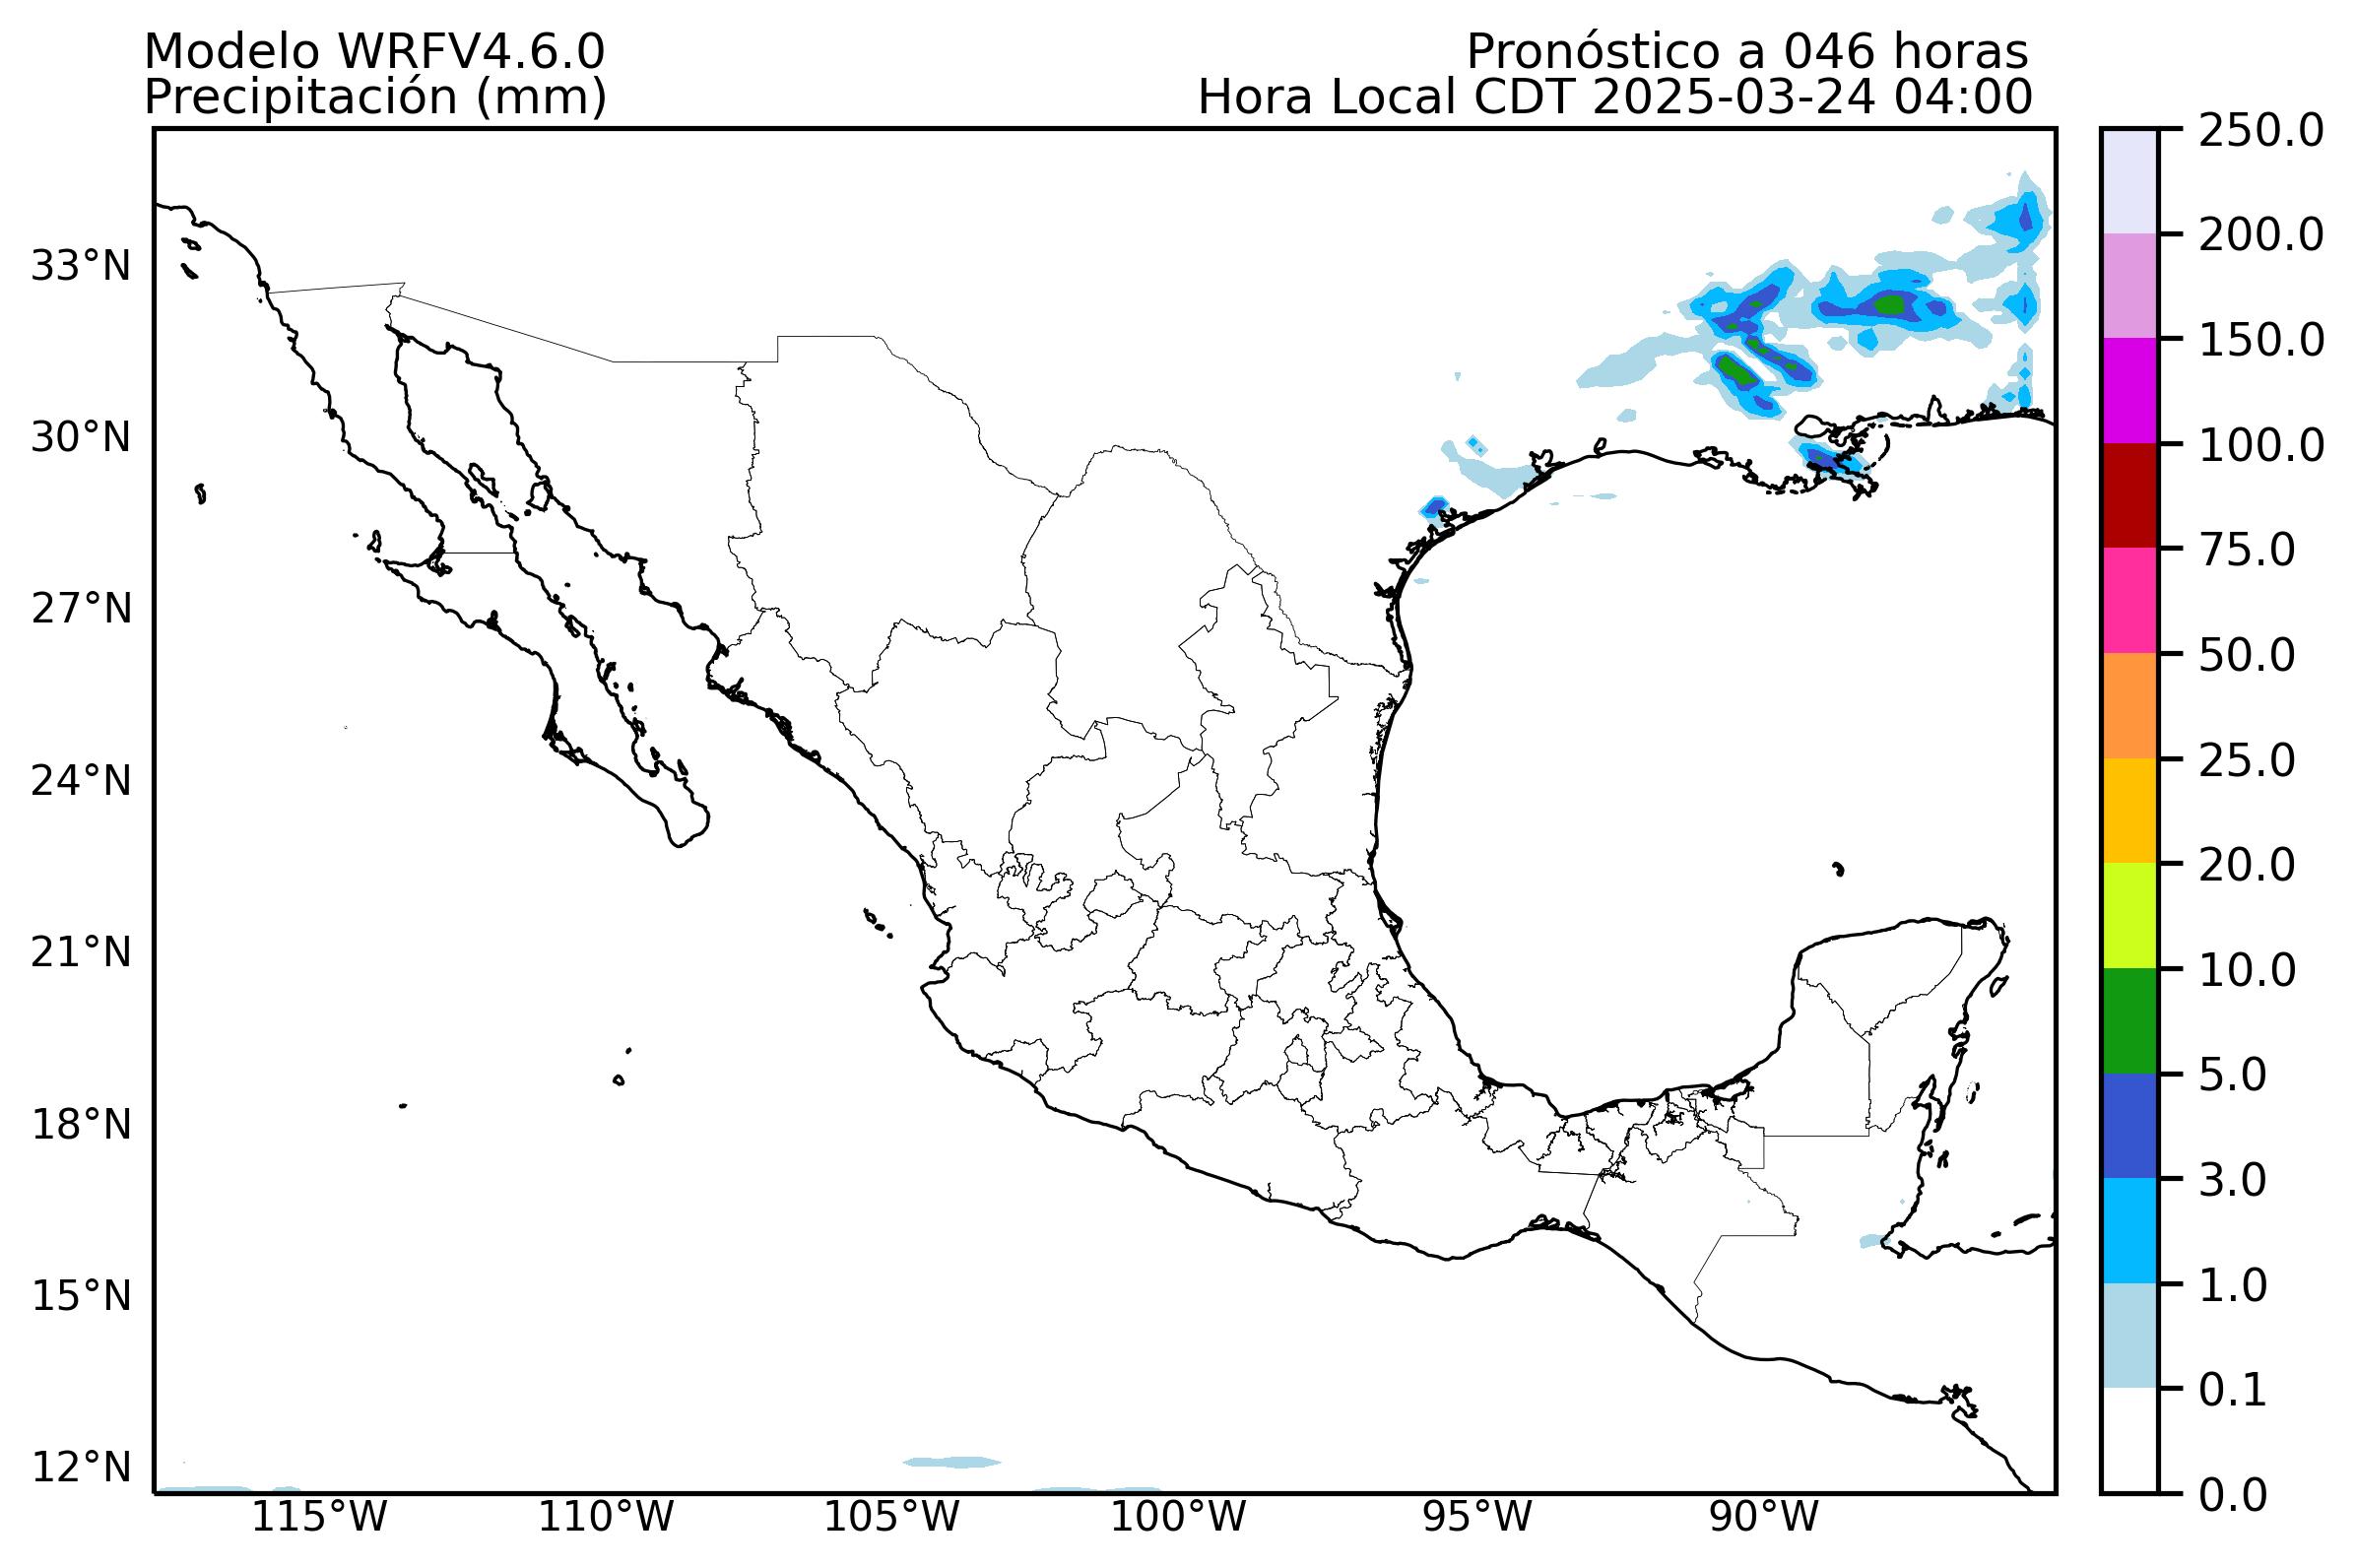 Modelo WRFV4.6.0
Precipitación (mm)
Pronóstico a 046 horas
Hora Local CDT 2025-03-24 04:00
33°N
30°N
27°N
24°N
21°N
18°N
15°N
12°N
115°W
110°W
105°W
100°W
95°W
90°W
250.0
200.0
150.0
100.0
75.0
50.0
25.0
20.0
10.0
5.0
3.0
1.0
0.1
0.0